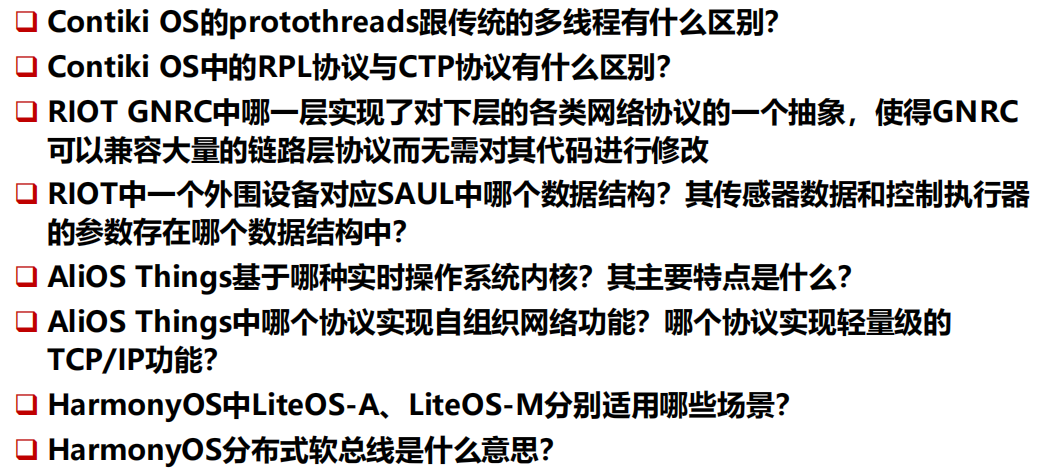 Contiki OS的protothreads跟传统的多线程有什么区别？
Contiki OS中的RPL协议与CTP协议有什么区别？
RIOT GNRC中哪一层实现了对下层的各类网络协议的一个抽象，使得GNRC
可以兼容大量的链路层协议而无需对其代码进行修改
RIOT中一个外围设备对应SAUL中哪个数据结构？其传感器数据和控制执行器
的参数存在哪个数据结构中？
AliOS Things基于哪种实时操作系统内核？其主要特点是什么？
AliOS Things中哪个协议实现自组织网络功能？哪个协议实现轻量级的
TCP/IP功能？
HarmonyOS中LiteOS-A、LiteOS-M分别适用哪些场景？
HarmonyOS分布式软总线是什么意思？